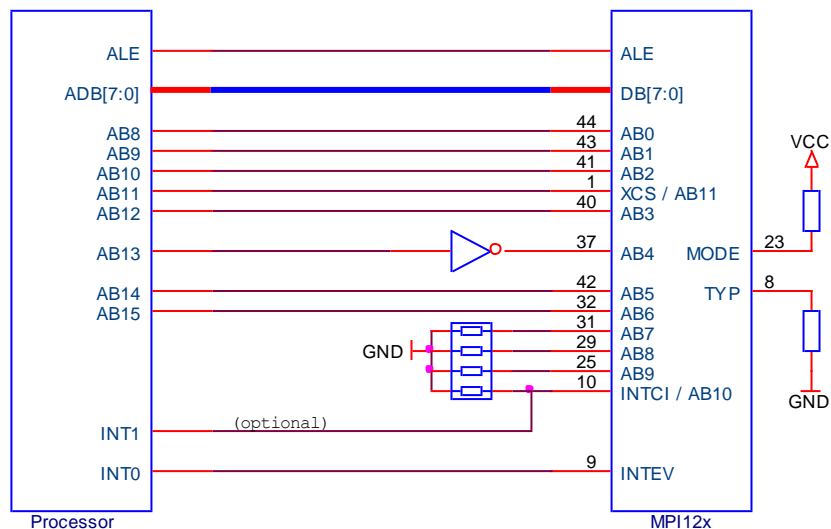 ALE ALE
ADB[7:0] DB[7:0]
AB8 44 AB0
AB9 43 AB1
AB10 41 AB2
AB11 1 XCS / AB11
AB12 40 AB3
VCC
AB13 37 AB4 MODE 23
AB14 42 AB5 TYP 8
AB15 32 AB6
31 AB7
GND 29 AB8
25 AB9
10 INTCI / AB10
GND
INT1 (optional)
INT0 9 INTEV
Processor MPI12x